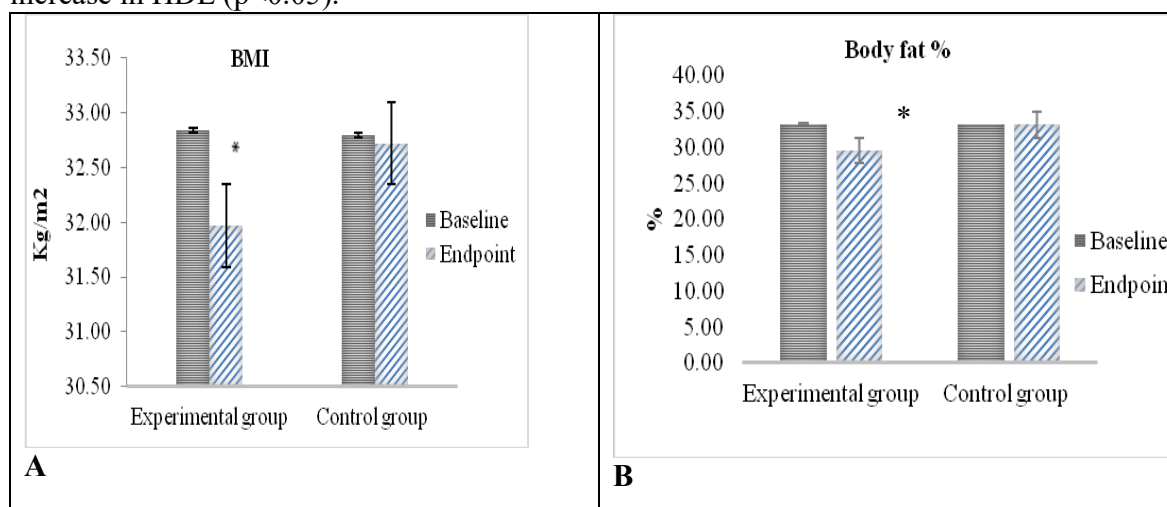 increase in HDL (p<0.05).
BMI
33.50
33.00
32.50
32.00
31.50
31.00
30.50
Kg/m2
*
Baseline
Endpoint
Experimental group Control group
A
Body fat %
40.00
35.00
30.00
25.00
20.00
15.00
10.00
5.00
0.00
%
*
Baseline
Endpoint
Experimental group Control group
B